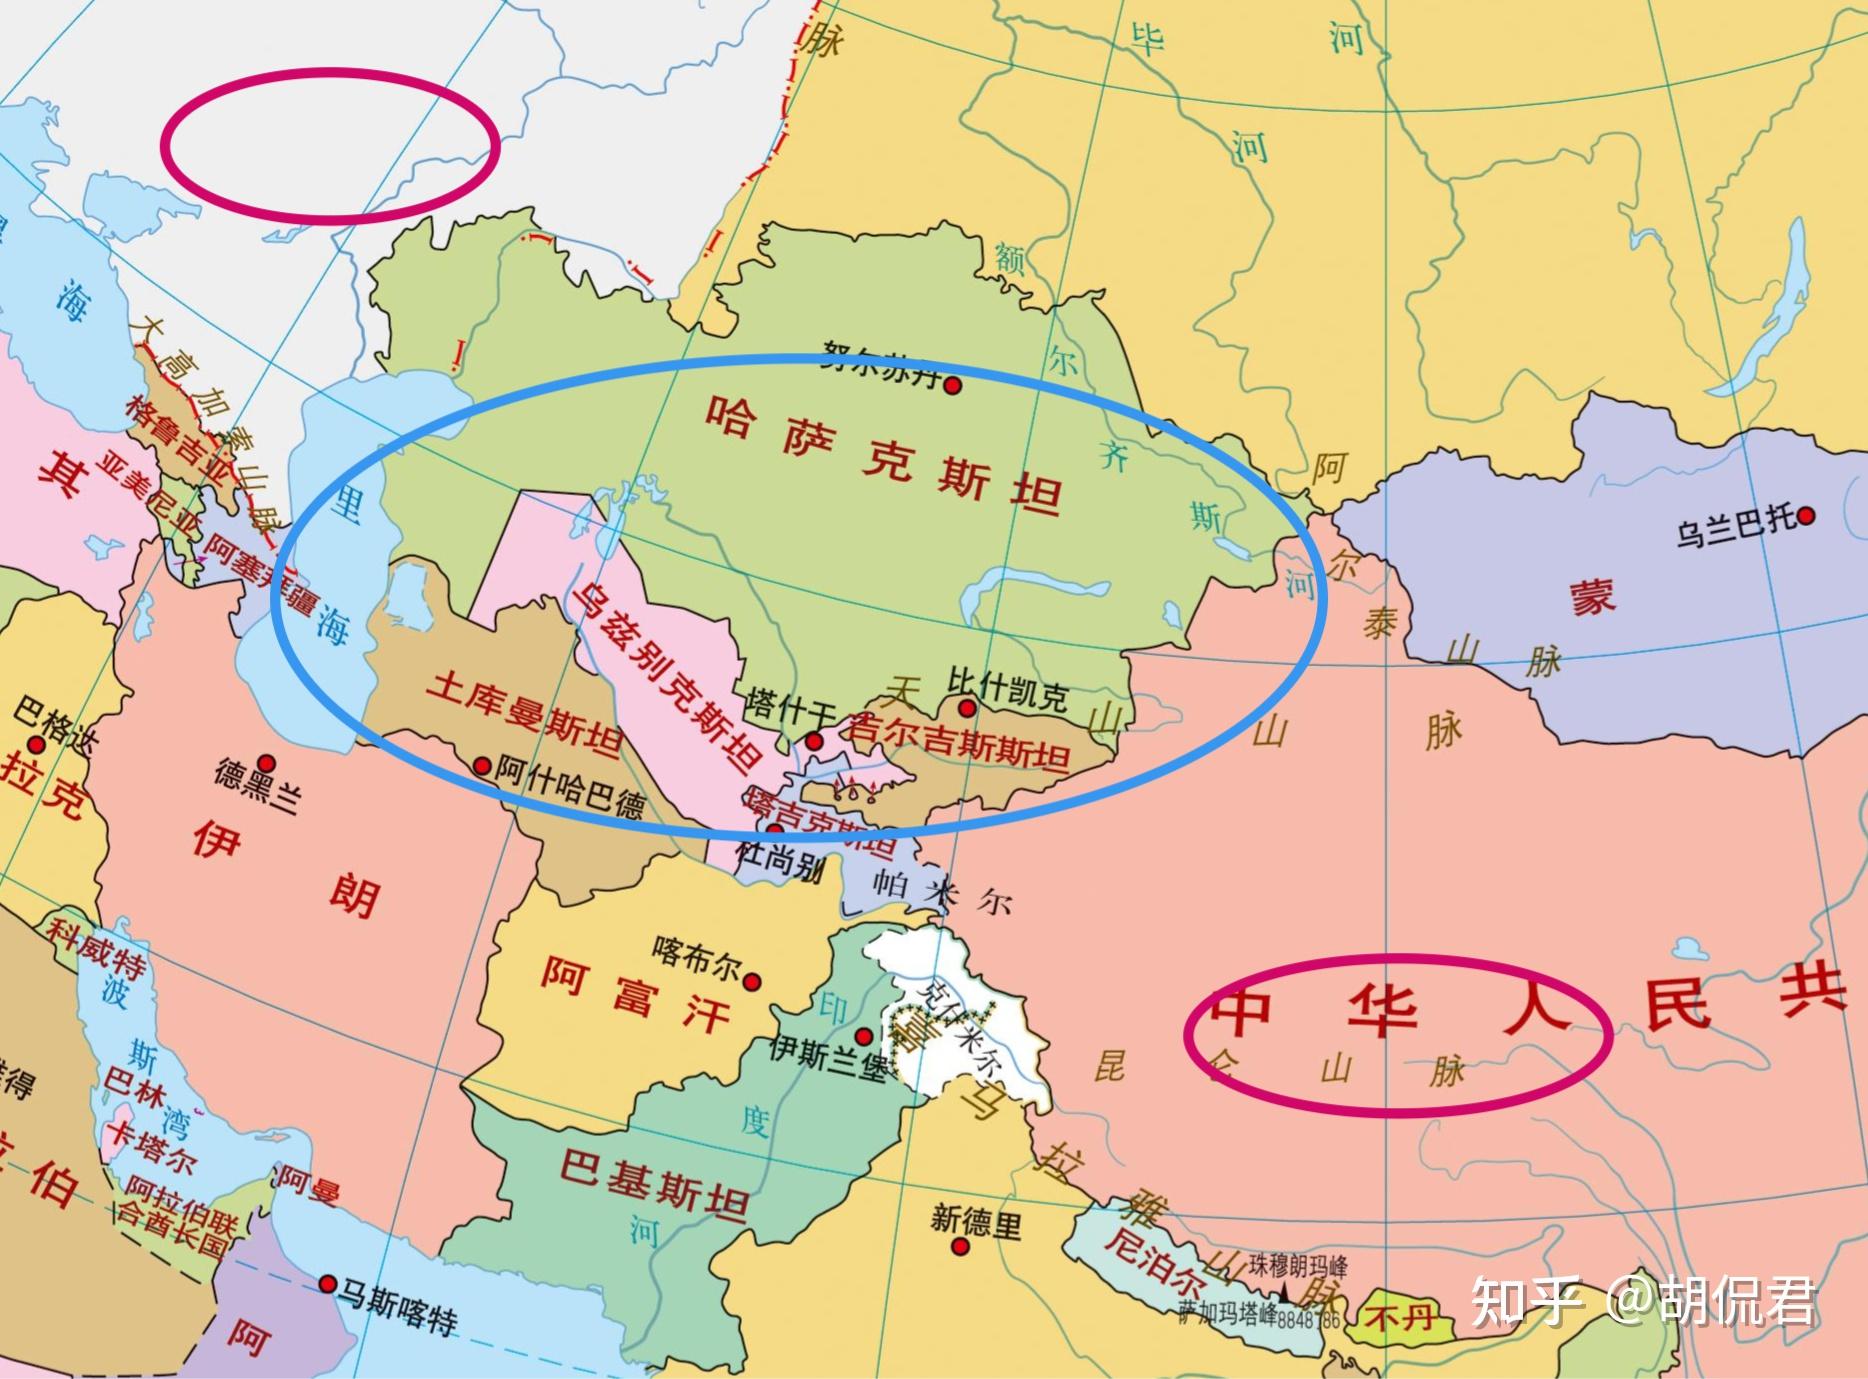 脉
毕
河
河
额
海
大高加索山脉
努尔苏丹
尔
格鲁吉亚
哈萨克斯坦
其
亚美尼亚
里
齐
阿
斯
乌兰巴托
阿塞拜疆
海
尔
河
乌兹别克斯坦
蒙
泰
山
脉
土库曼斯坦
天
比什凯克
塔什干
山
山
脉
吉尔吉斯斯坦
巴格达
拉克
德黑兰
阿什哈巴德
塔吉克斯坦
伊
朗
杜尚别
帕米尔
科威特
喀布尔
阿富汗
波
印
克什米尔
喜
中华人民共
伊斯兰堡
斯
昆
仑
山
脉
巴林
湾
马
度
卡塔尔
伯
巴基斯坦
拉
阿曼
阿拉伯联
合酋长国
雅
河
新德里
尼泊尔
山
珠穆朗玛峰
脉
萨加玛塔峰8848.86
不丹
马斯喀特
阿
知乎 @胡侃君